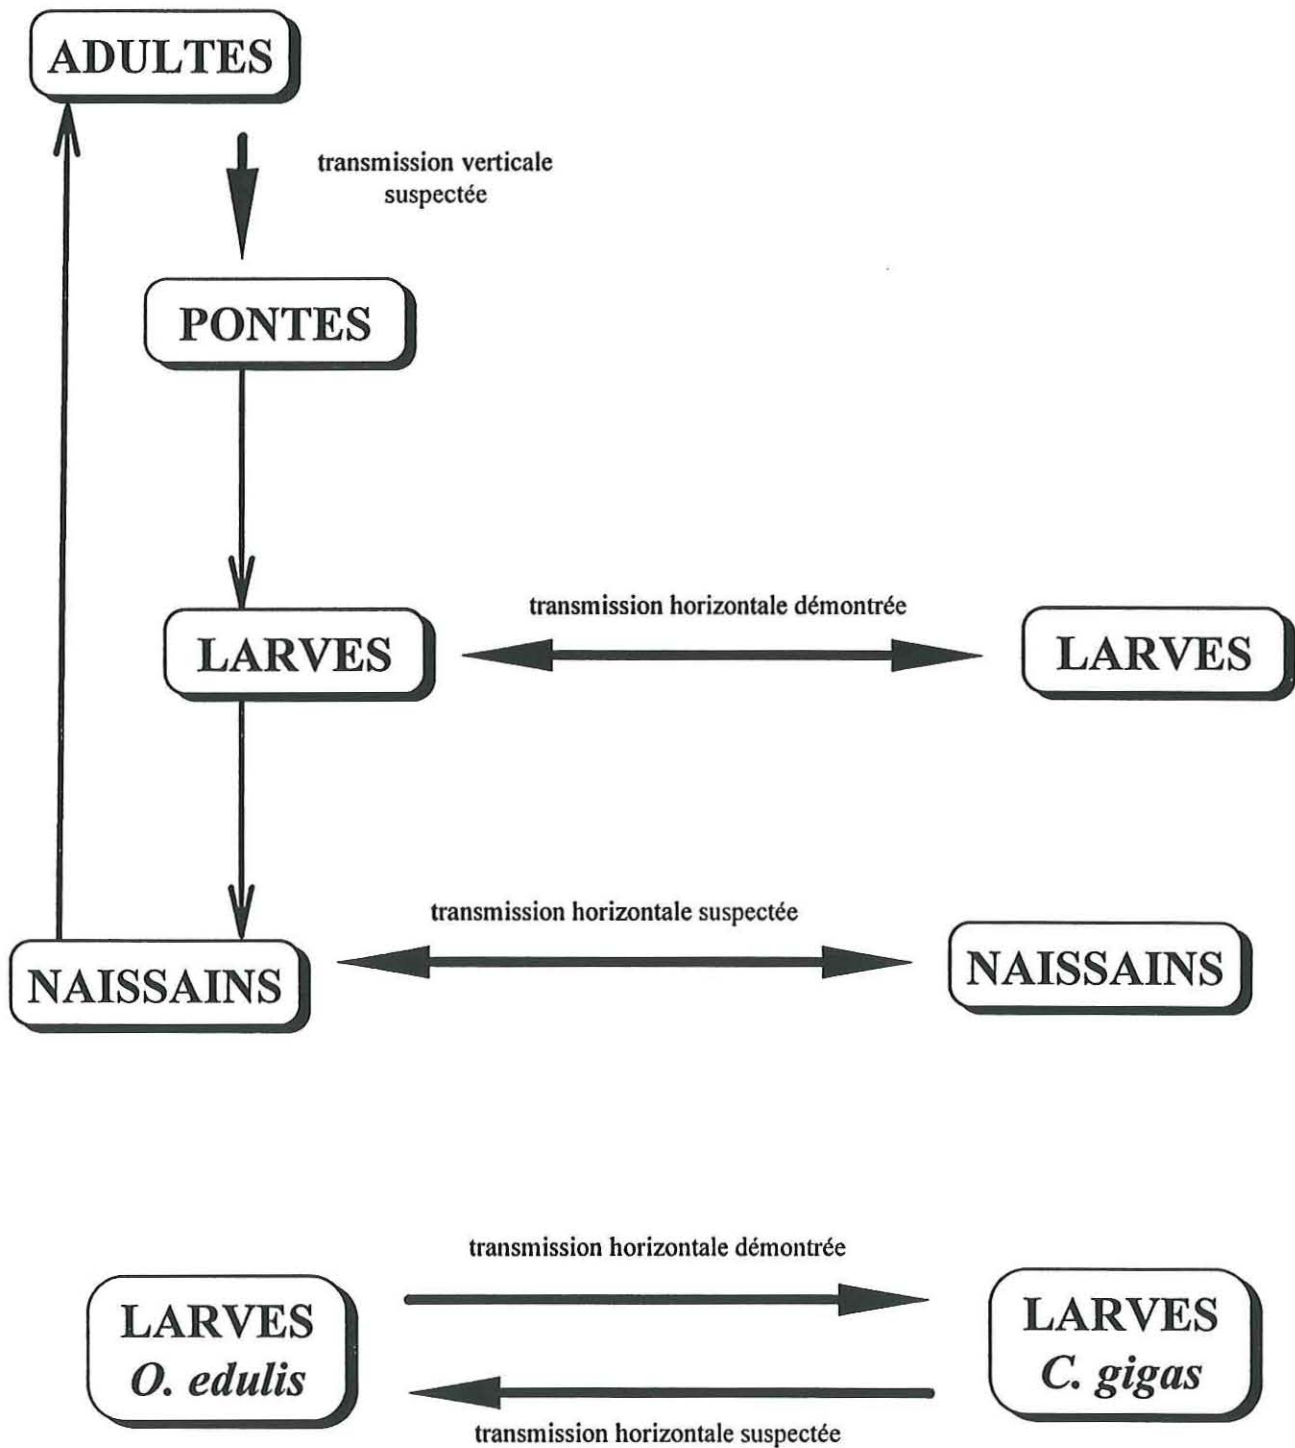 ADULTES
transmission verticale
suspectée
PONTES
transmission horizontale démontrée
LARVES
LARVES
transmission horizontale suspectée
NAISSAINS
NAISSAINS
transmission horizontale démontrée
LARVES
O. edulis
LARVES
C. gigas
transmission horizontale suspectée